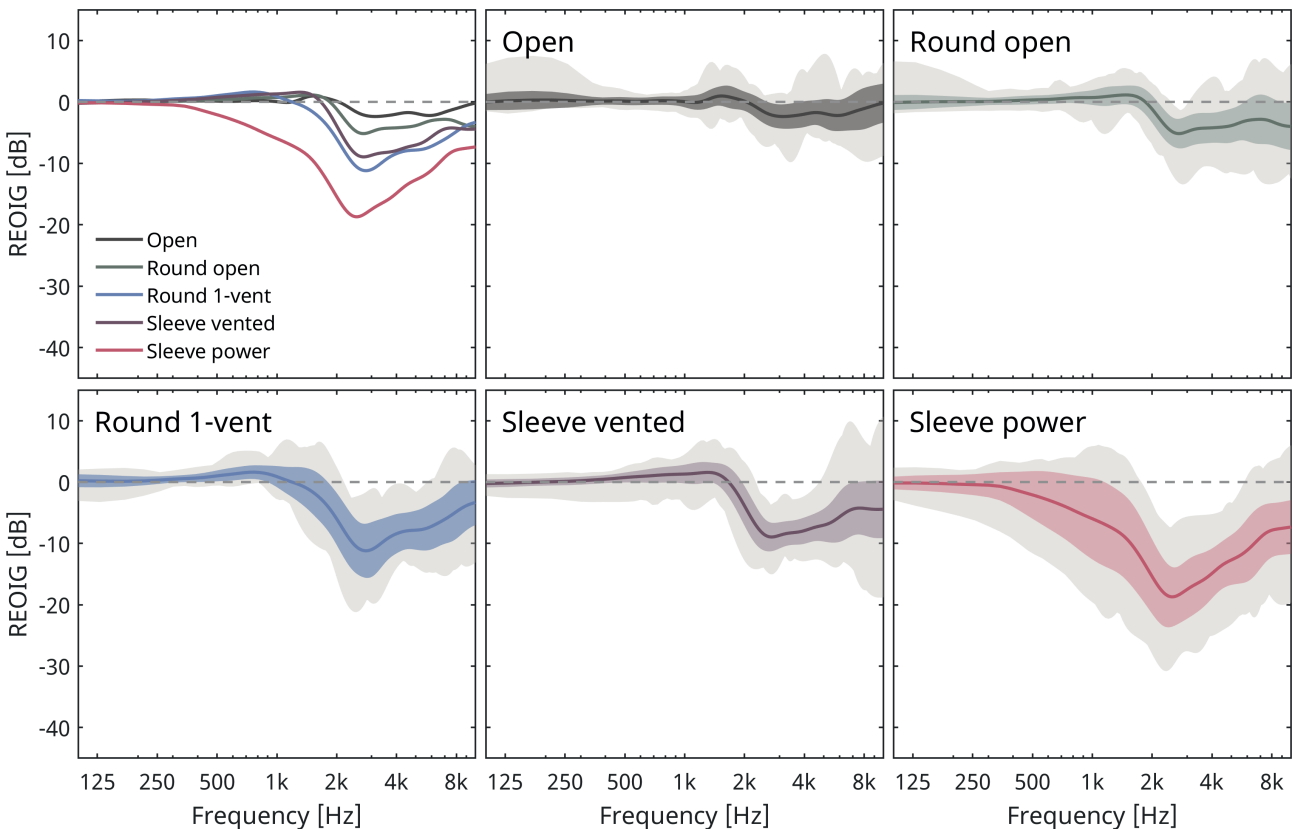 10
0
-10
-20
-30
-40
REOIG [dB]
Open
Round open
Round 1-vent
Sleeve vented
Sleeve power
Open
Round open
10
0
-10
-20
-30
-40
REOIG [dB]
Round 1-vent
Sleeve vented
Sleeve power
125 250 500 1k 2k 4k 8k
125 250 500 1k 2k 4k 8k
125 250 500 1k 2k 4k 8k
Frequency [Hz]
Frequency [Hz]
Frequency [Hz]